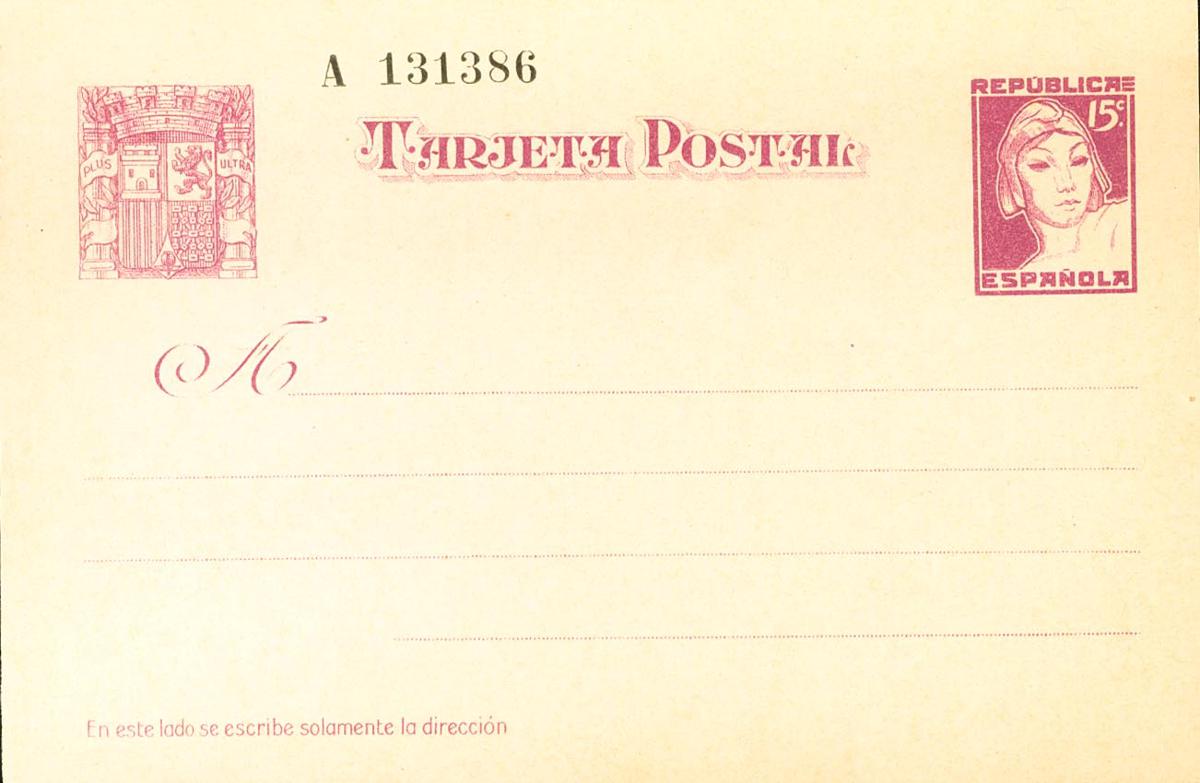 A 131386
TARJETA POSTAL
PLUS ULTRA
REPÚBLICA
15c.
ESPAÑOLA
A
En este lado se escribe solamente la dirección